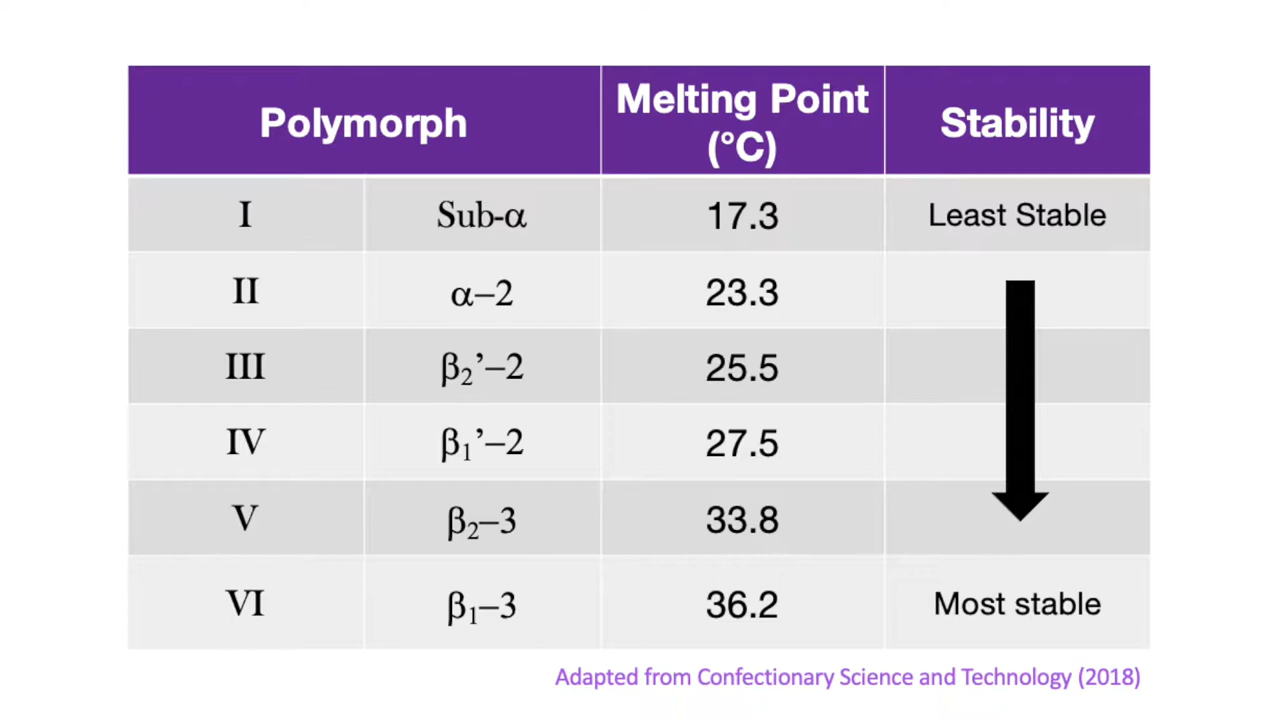 Polymorph Melting Point (°C) Stability
I Sub-α 17.3 Least Stable
II α–2 23.3
III β₂’–2 25.5
IV β₁’–2 27.5
V β₂–3 33.8
VI β₁–3 36.2 Most stable
Adapted from Confectionary Science and Technology (2018)